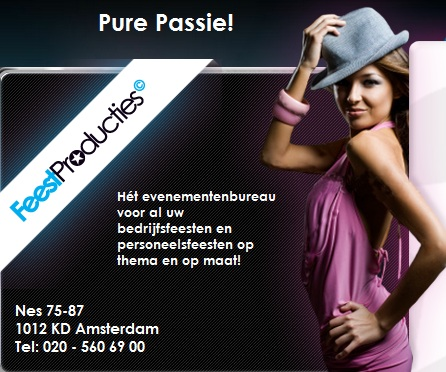 Pure Passie!
FeestProducties©
Hét evenementenbureau
voor al uw
bedrijfsfeesten en
personeelsfeesten op
thema en op maat!
Nes 75-87
1012 KD Amsterdam
Tel: 020 - 560 69 00